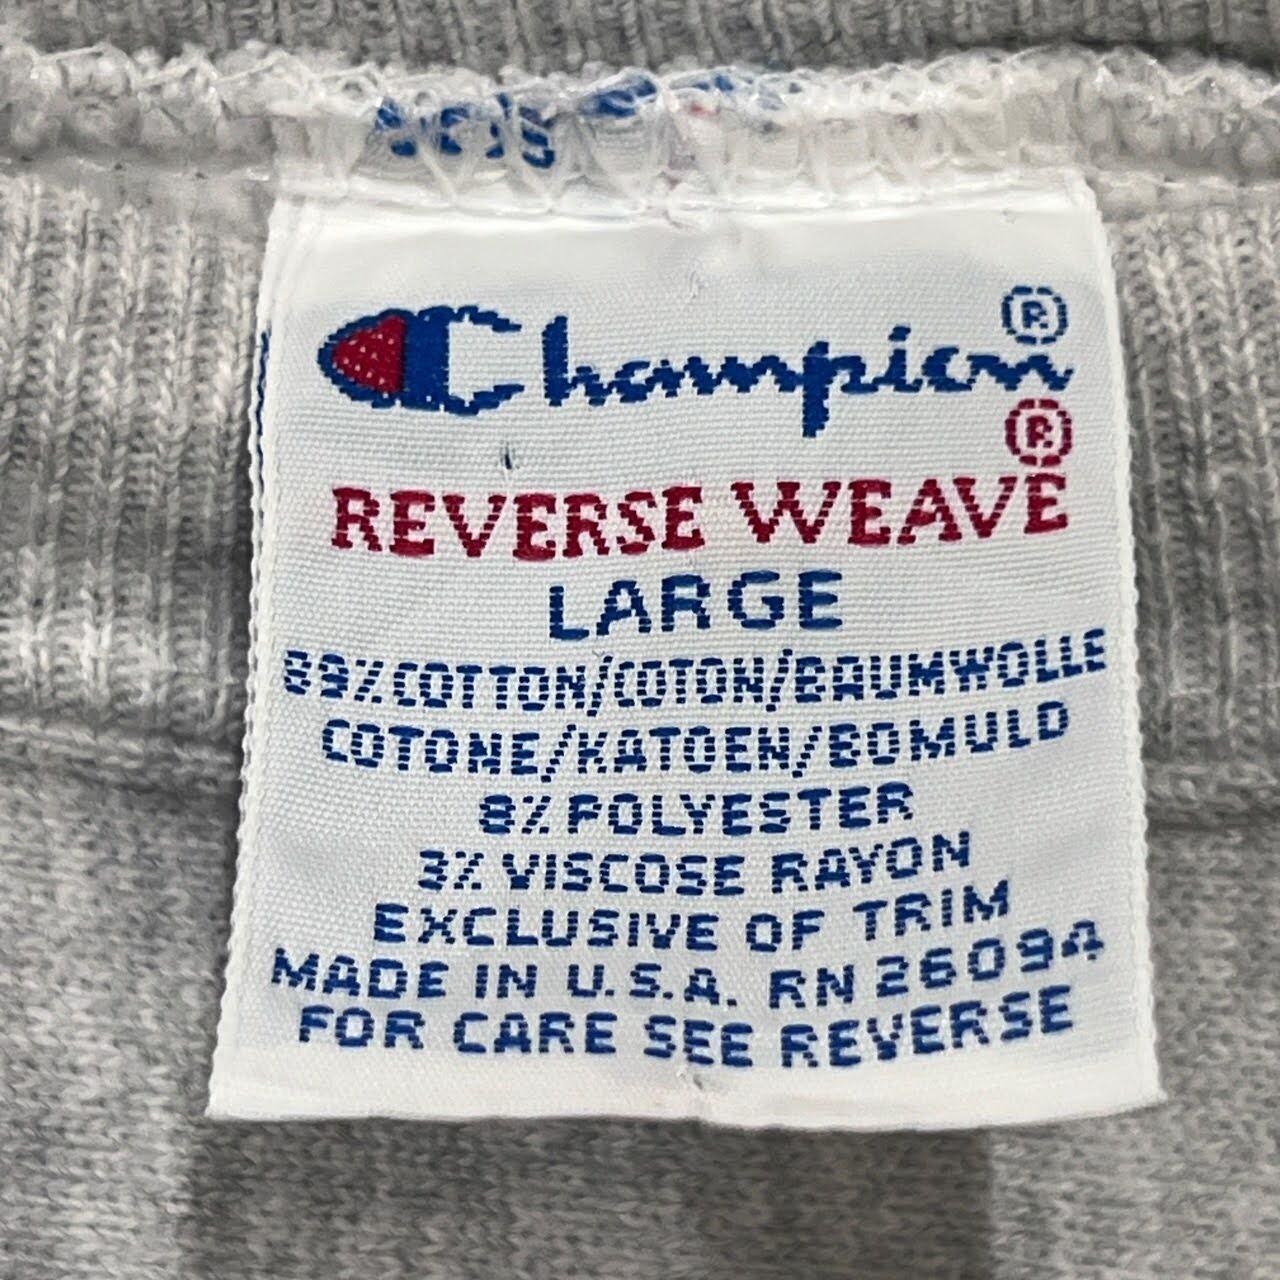 Champion®
®
REVERSE WEAVE
LARGE
89% COTTON/COTON/BAUMWOLLE
COTONE/KATOEN/BOMULD
8% POLYESTER
3% VISCOSE RAYON
EXCLUSIVE OF TRIM
MADE IN U.S.A. RN 26094
FOR CARE SEE REVERSE